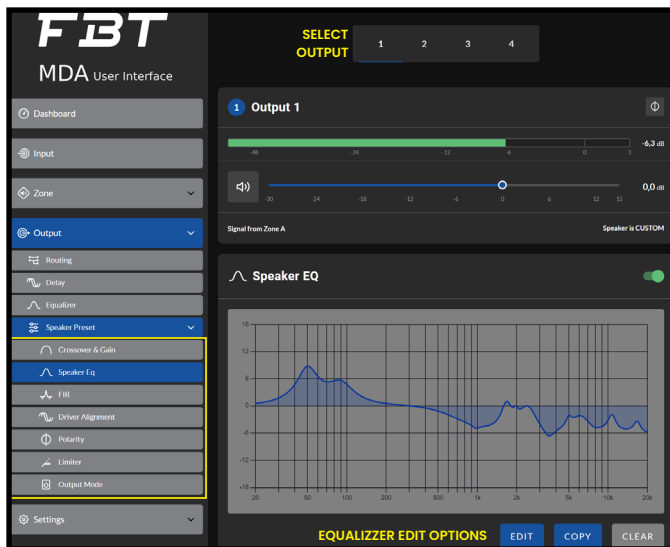 FBT
MDA User Interface
Dashboard
Input
Zone
Output
Routing
Delay
Equalizer
Speaker Preset
Crossover & Gain
Speaker Eq
FIR
Driver Alignment
Polarity
Limiter
Output Mode
Settings
SELECT
OUTPUT
1 2 3 4
1 Output 1
-6,3 dB
-48 -24 -12 -6 0 3
0,0 dB
-30 -24 -18 -12 -6 0 6 12 15
Signal from Zone A Speaker is CUSTOM
Speaker EQ
18
12
6
0
-6
-12
-18
20 50 100 200 500 1k 2k 5k 10k 20k
EQUALIZZER EDIT OPTIONS EDIT COPY CLEAR